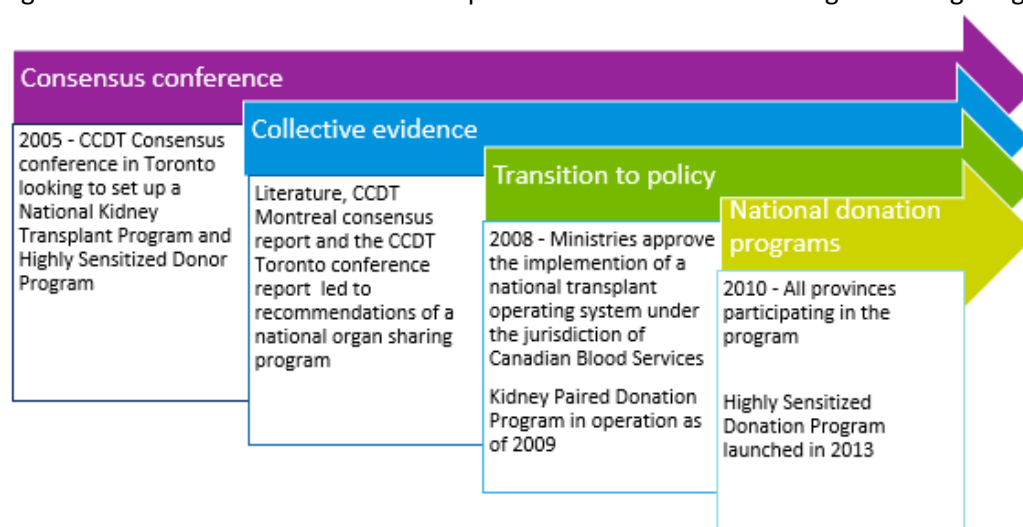 Consensus conference
2005 - CCDT Consensus
conference in Toronto
looking to set up a
National Kidney
Transplant Program and
Highly Sensitized Donor
Program
Collective evidence
Literature, CCDT
Montreal consensus
report and the CCDT
Toronto conference
report led to
recommendations of a
national organ sharing
program
Transition to policy
2008 - Ministries approve
the implemention of a
national transplant
operating system under
the jurisdiction of
Canadian Blood Services
Kidney Paired Donation
Program in operation as
of 2009
National donation
programs
2010 - All provinces
participating in the
program
Highly Sensitized
Donation Program
launched in 2013